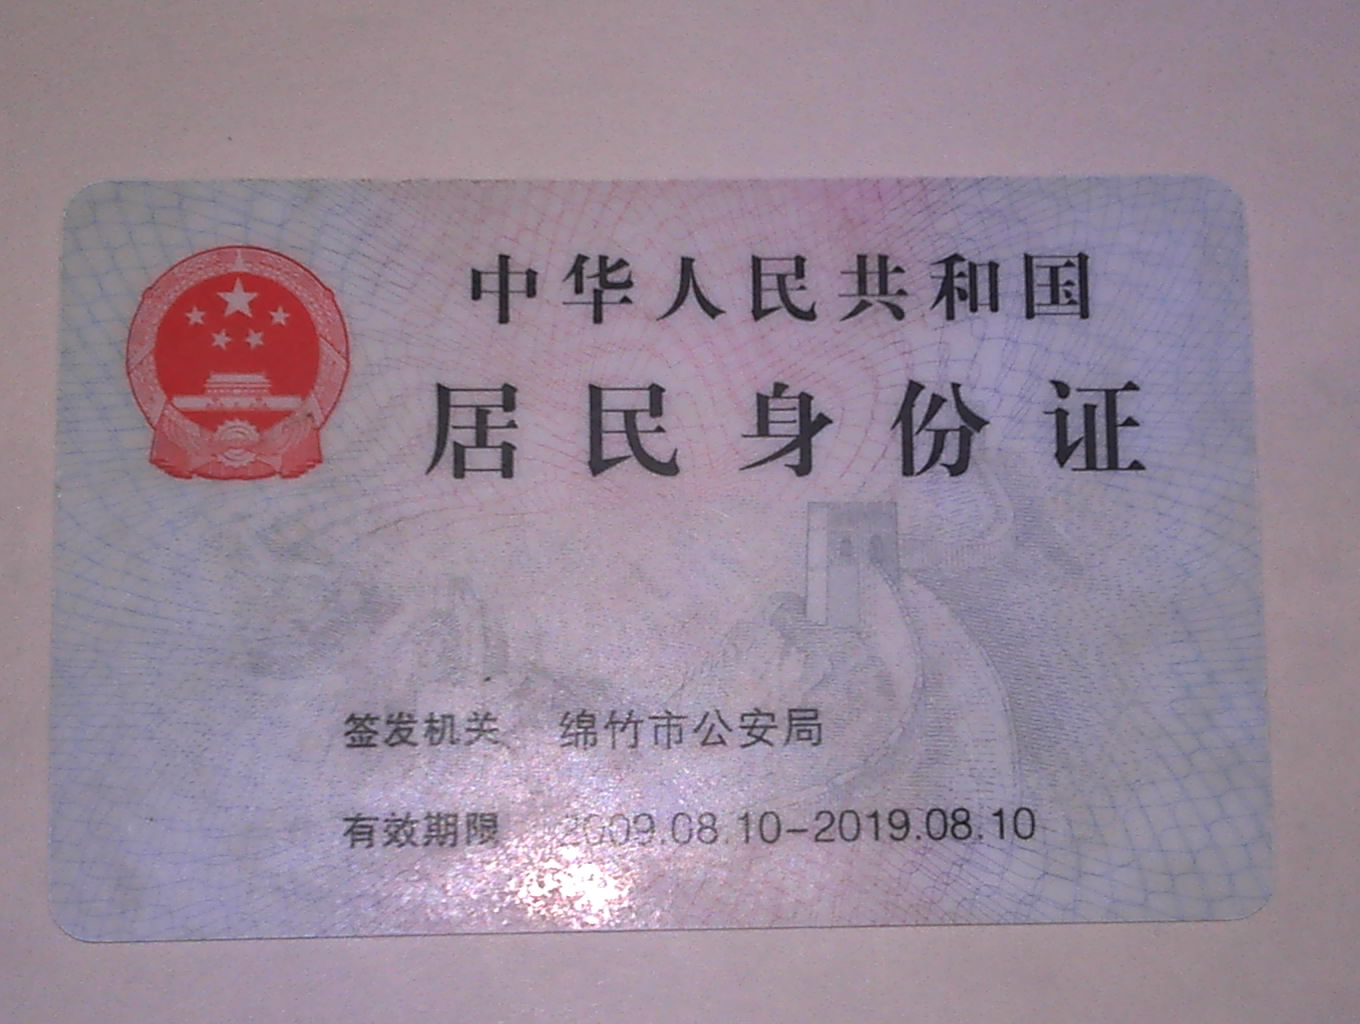 中华人民共和国
居民身份证
签发机关 绵竹市公安局
有效期限 2009.08.10-2019.08.10